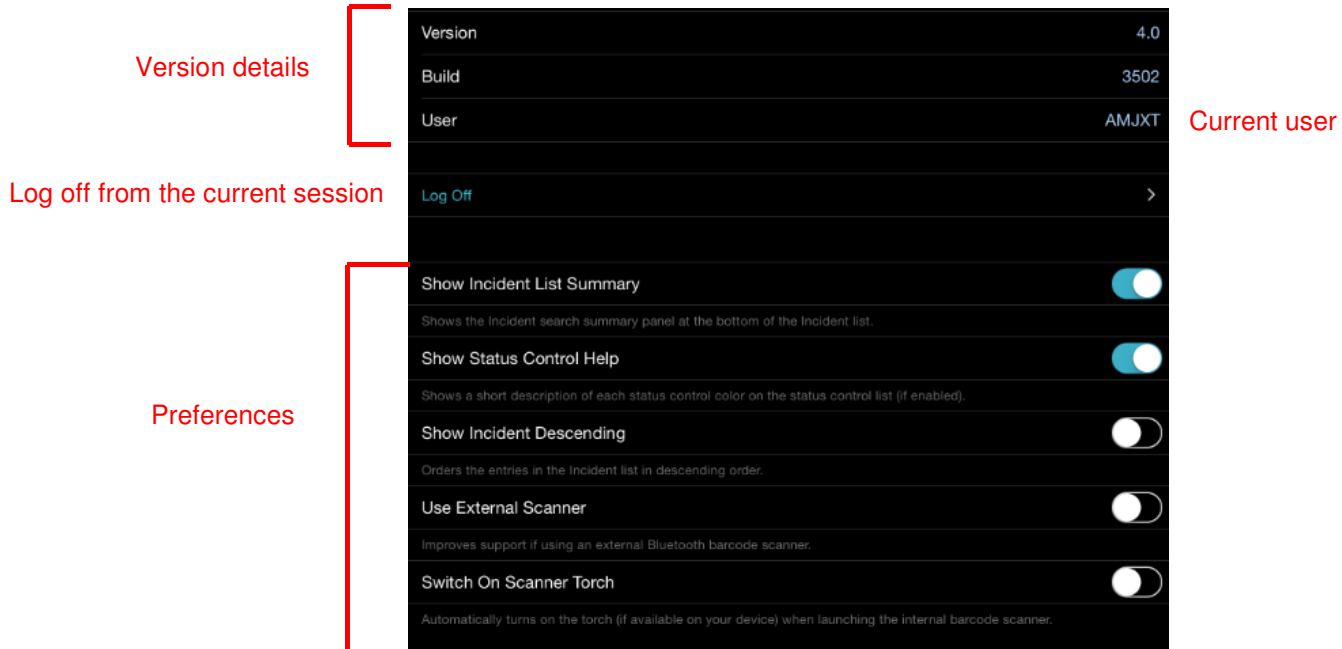 Version 4.0
Version details
Build 3502
User AMJXT
Current user
Log off from the current session
Log Off
Show Incident List Summary
Shows the Incident search summary panel at the bottom of the Incident list.
Show Status Control Help
Shows a short description of each status control color on the status control list (if enabled).
Preferences
Show Incident Descending
Orders the entries in the Incident list in descending order.
Use External Scanner
Improves support if using an external Bluetooth barcode scanner.
Switch On Scanner Torch
Automatically turns on the torch (if available on your device) when launching the internal barcode scanner.